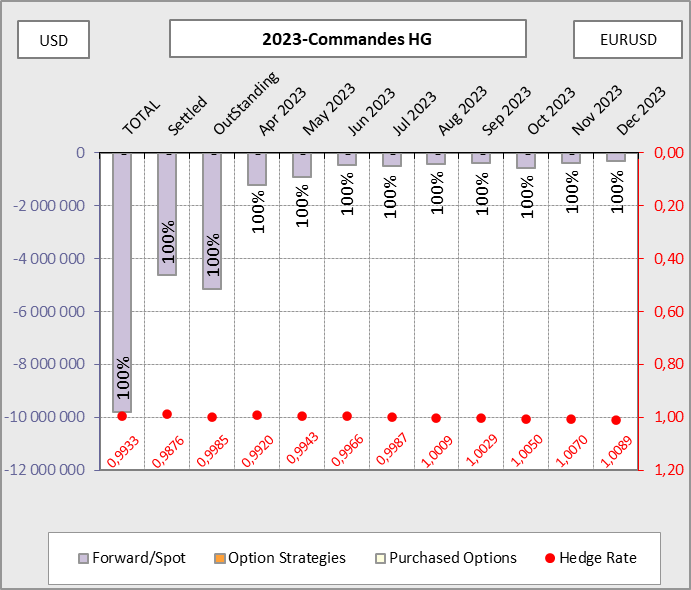 USD
2023-Commandes HG
EURUSD
TOTAL
Settled
OutStanding
Apr 2023
May 2023
Jun 2023
Jul 2023
Aug 2023
Sep 2023
Oct 2023
Nov 2023
Dec 2023
0
-2 000 000
-4 000 000
-6 000 000
-8 000 000
-10 000 000
-12 000 000
100%
100%
100%
100%
100%
100%
100%
100%
100%
100%
100%
100%
0,9933
0,9876
0,9985
0,9920
0,9943
0,9966
0,9987
1,0009
1,0029
1,0050
1,0070
1,0089
0,00
0,20
0,40
0,60
0,80
1,00
1,20
Forward/Spot Option Strategies Purchased Options Hedge Rate